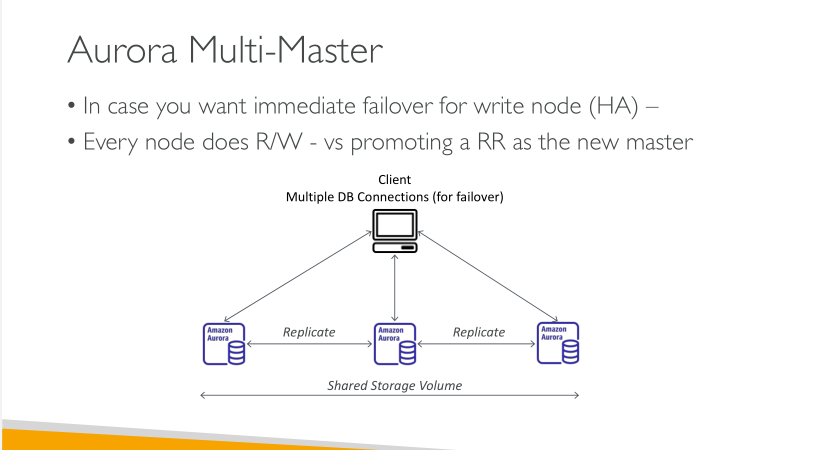 Aurora Multi-Master
• In case you want immediate failover for write node (HA) –
• Every node does R/W - vs promoting a RR as the new master
Client
Multiple DB Connections (for failover)
Amazon
Aurora
Replicate
Amazon
Aurora
Replicate
Amazon
Aurora
Shared Storage Volume